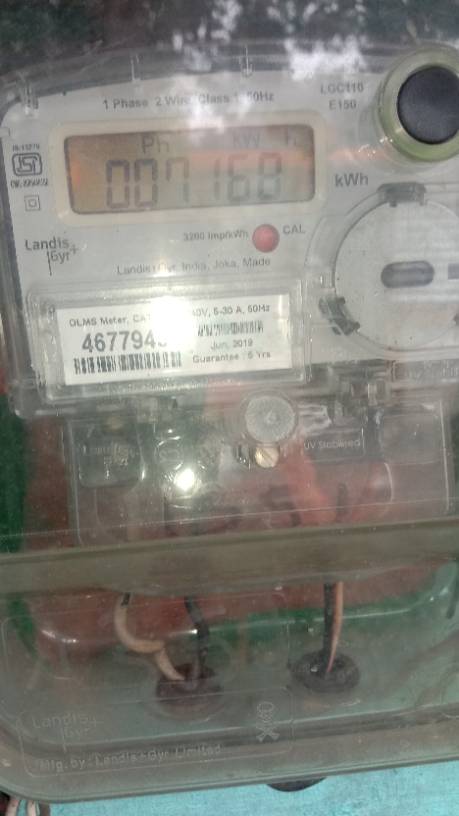 LGC110
E150
1 Phase 2 Wire, Class 1 50Hz
Ph kW h
007168
kWh
3200 Imp/kWh
CAL
Landis+
Gyr
Landis+Gyr, India, Joka, Made
OLMS Meter, 5-30 A, 50Hz
Jun, 2019
Guarantee : 5 Yrs
UV Stabilised
Landis+
Gyr
Mfg. by: Landis+Gyr Limited